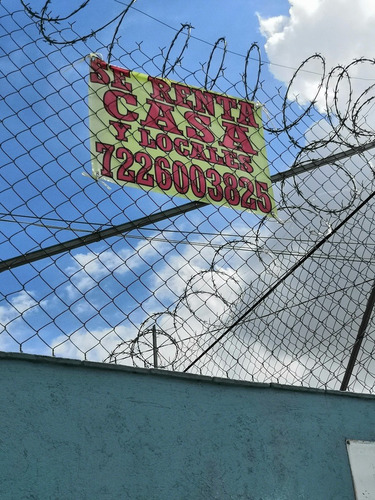 SE RENTA
CASA
Y LOCALES
7226003825